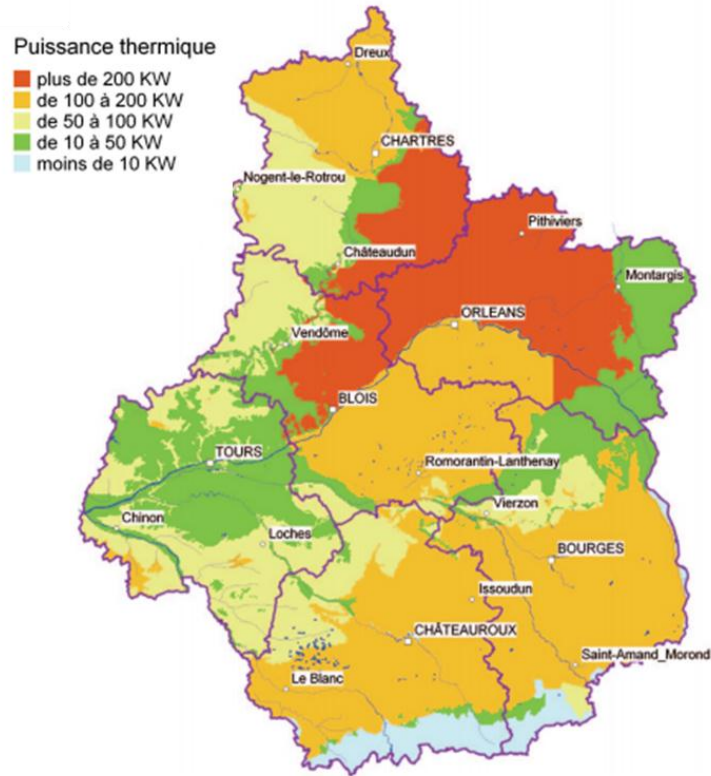 Puissance thermique
plus de 200 KW
de 100 à 200 KW
de 50 à 100 KW
de 10 à 50 KW
moins de 10 KW
Dreux
CHARTRES
Nogent-le-Rotrou
Pithiviers
Châteaudun
Montargis
ORLEANS
Vendôme
BLOIS
TOURS
Romorantin-Lanthenay
Vierzon
Chinon
Loches
BOURGES
Issoudun
CHÂTEAUROUX
Saint-Amand_Morond
Le Blanc